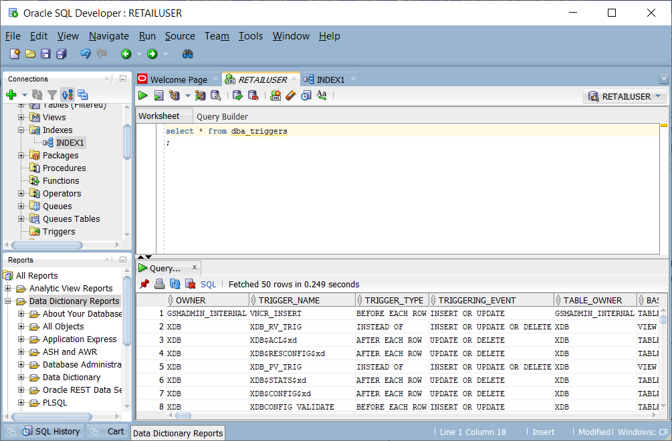 Oracle SQL Developer : RETAILUSER
File Edit View Navigate Run Source Team Tools Window Help
Connections
Tables (Filtered)
Views
Indexes
INDEX1
Packages
Procedures
Functions
Operators
Queues
Queues Tables
Triggers
Reports
All Reports
Analytic View Reports
Data Dictionary Reports
About Your Database
All Objects
Application Express
ASH and AWR
Database Administra
Data Dictionary
Oracle REST Data Se
PLSQL
Welcome Page RETAILUSER INDEX1
RETAILUSER
Worksheet Query Builder
select * from dba_triggers
;
Query... x
SQL | Fetched 50 rows in 0.249 seconds
OWNER TRIGGER_NAME TRIGGER_TYPE TRIGGERING_EVENT TABLE_OWNER BAS
1 GSMADMIN_INTERNAL VNCR_INSERT BEFORE EACH ROW INSERT OR UPDATE GSMADMIN_INTERNAL TABL
2 XDB XDB_RV_TRIG INSTEAD OF INSERT OR UPDATE OR DELETE XDB VIEW
3 XDB XDB$ACL$xd AFTER EACH ROW UPDATE OR DELETE XDB TABLE
4 XDB XDB$RESCONFIG$xd AFTER EACH ROW UPDATE OR DELETE XDB TABLE
5 XDB XDB_PV_TRIG INSTEAD OF INSERT OR UPDATE OR DELETE XDB VIEW
6 XDB XDB$STATS$xd AFTER EACH ROW UPDATE OR DELETE XDB TABLE
7 XDB XDB$CONFIG$xd AFTER EACH ROW UPDATE OR DELETE XDB TABLE
8 XDB XDBCONFIG_VALIDATE BEFORE EACH ROW INSERT OR UPDATE XDB TABLE
SQL History Cart Data Dictionary Reports Line 1 Column 18 Insert Modified Windows: CR